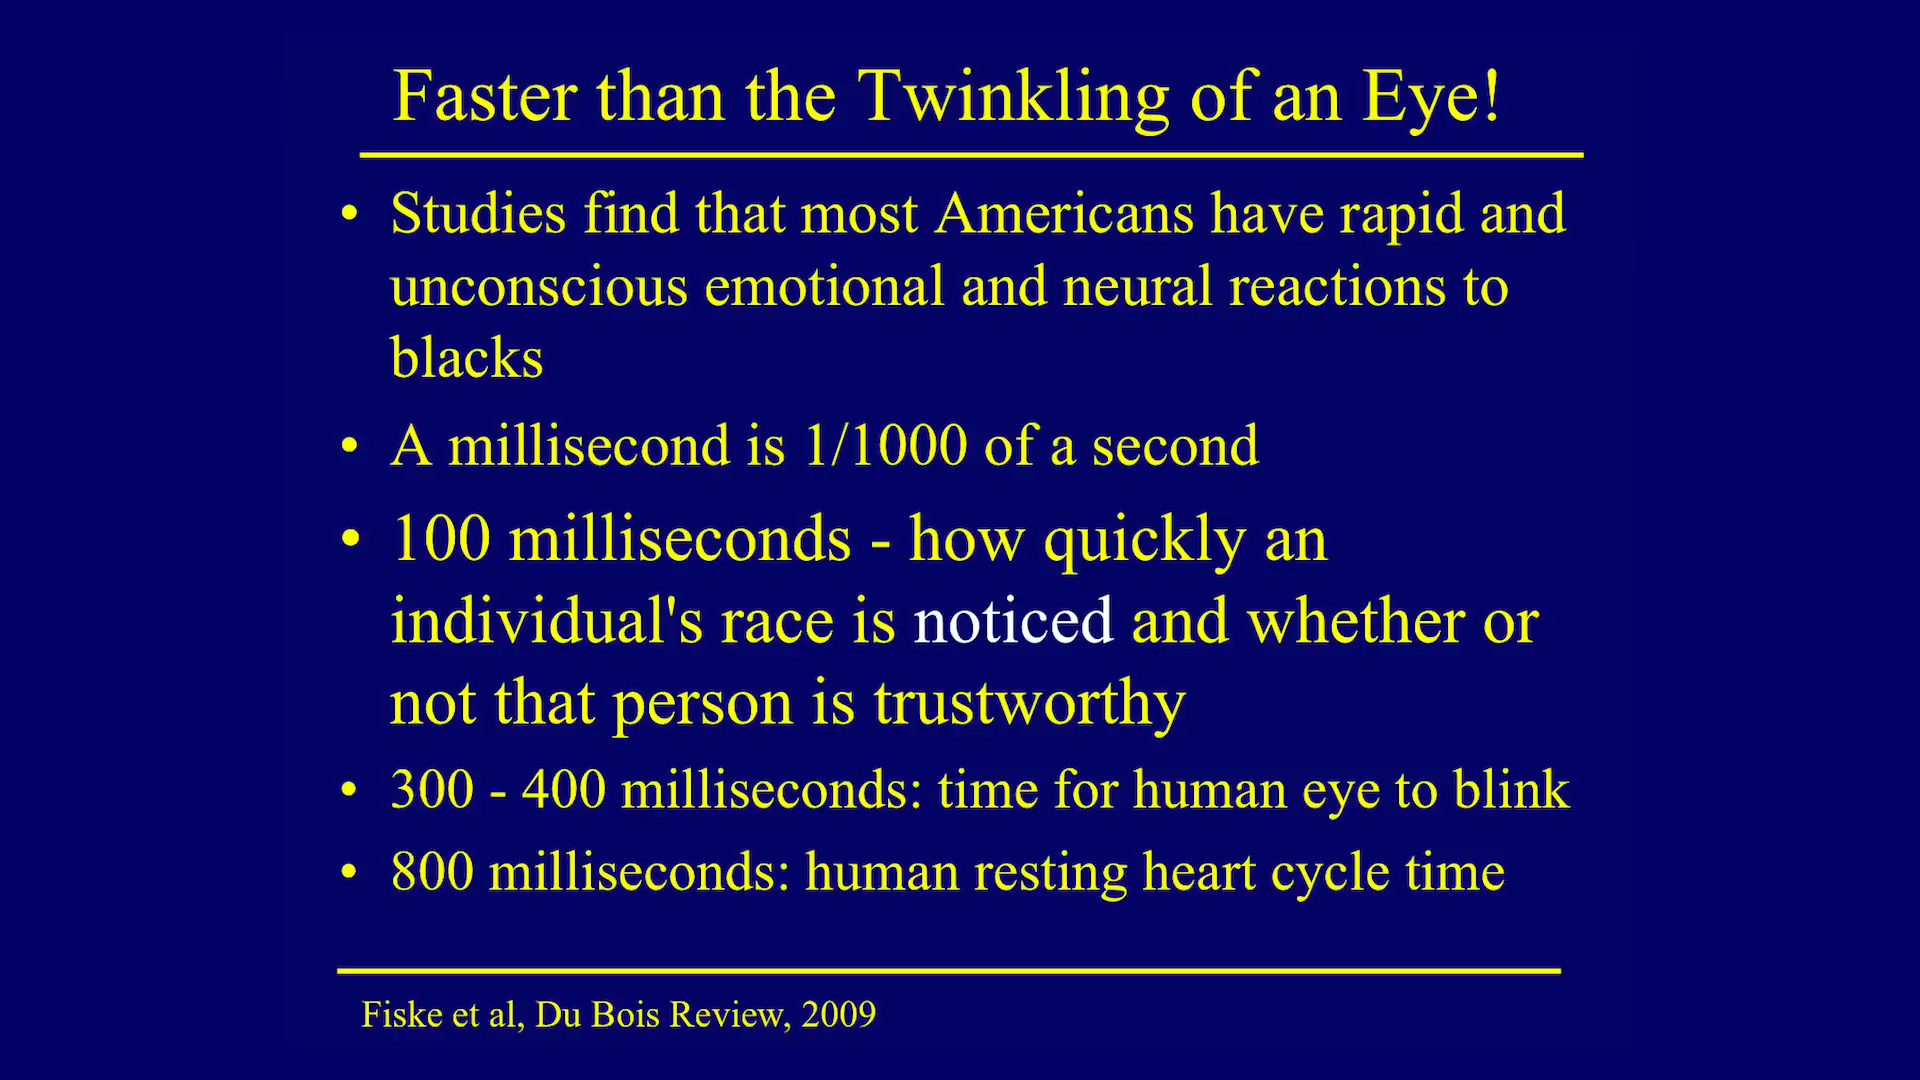 Faster than the Twinkling of an Eye!
• Studies find that most Americans have rapid and
unconscious emotional and neural reactions to
blacks
• A millisecond is 1/1000 of a second
• 100 milliseconds - how quickly an
individual's race is noticed and whether or
not that person is trustworthy
• 300 - 400 milliseconds: time for human eye to blink
• 800 milliseconds: human resting heart cycle time
Fiske et al, Du Bois Review, 2009